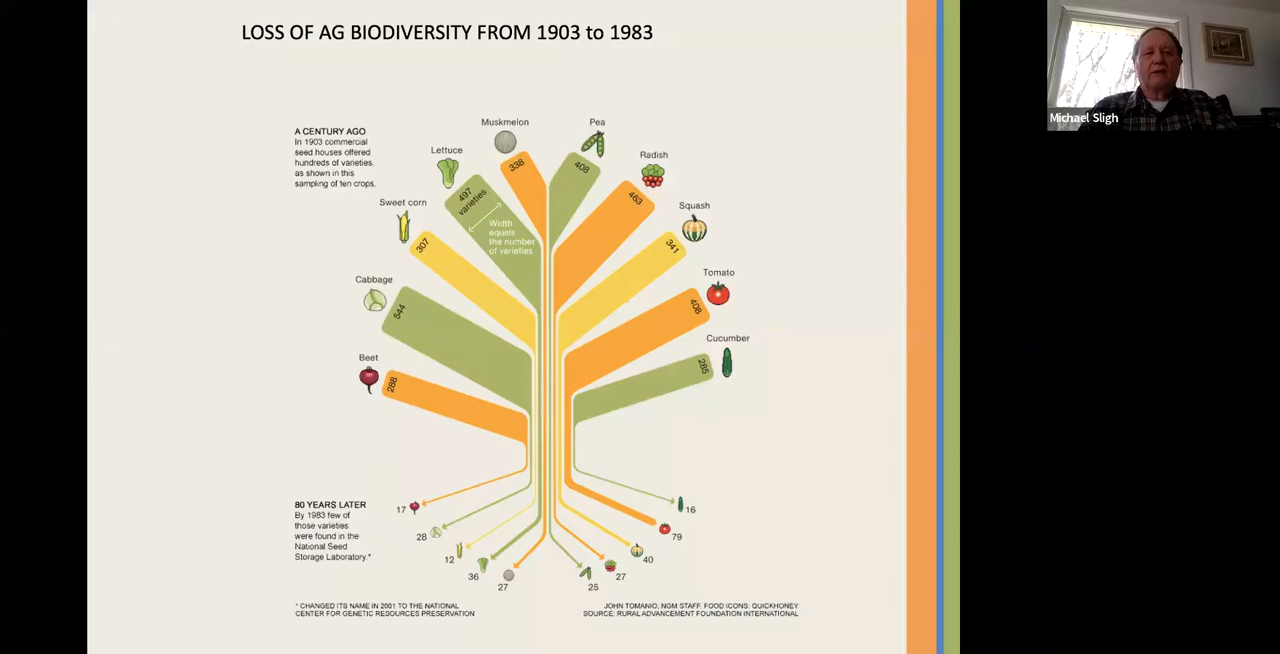 LOSS OF AG BIODIVERSITY FROM 1903 to 1983
Michael Sligh
A CENTURY AGO
In 1903 commercial
seed houses offered
hundreds of varieties,
as shown in this
sampling of ten crops.
Muskmelon
338
Pea
408
Lettuce
497
varieties
Width
equals
the number
of varieties
Radish
463
Sweet corn
307
Squash
341
Cabbage
544
Tomato
408
Beet
288
Cucumber
285
80 YEARS LATER
By 1983 few of
those varieties
were found in the
National Seed
Storage Laboratory.*
17
28
12
36
27
25
27
40
79
16
* CHANGED ITS NAME IN 2001 TO THE NATIONAL
CENTER FOR GENETIC RESOURCES PRESERVATION
JOHN TOMANIO, NGM STAFF. FOOD ICONS: QUICKHONEY
SOURCE: RURAL ADVANCEMENT FOUNDATION INTERNATIONAL